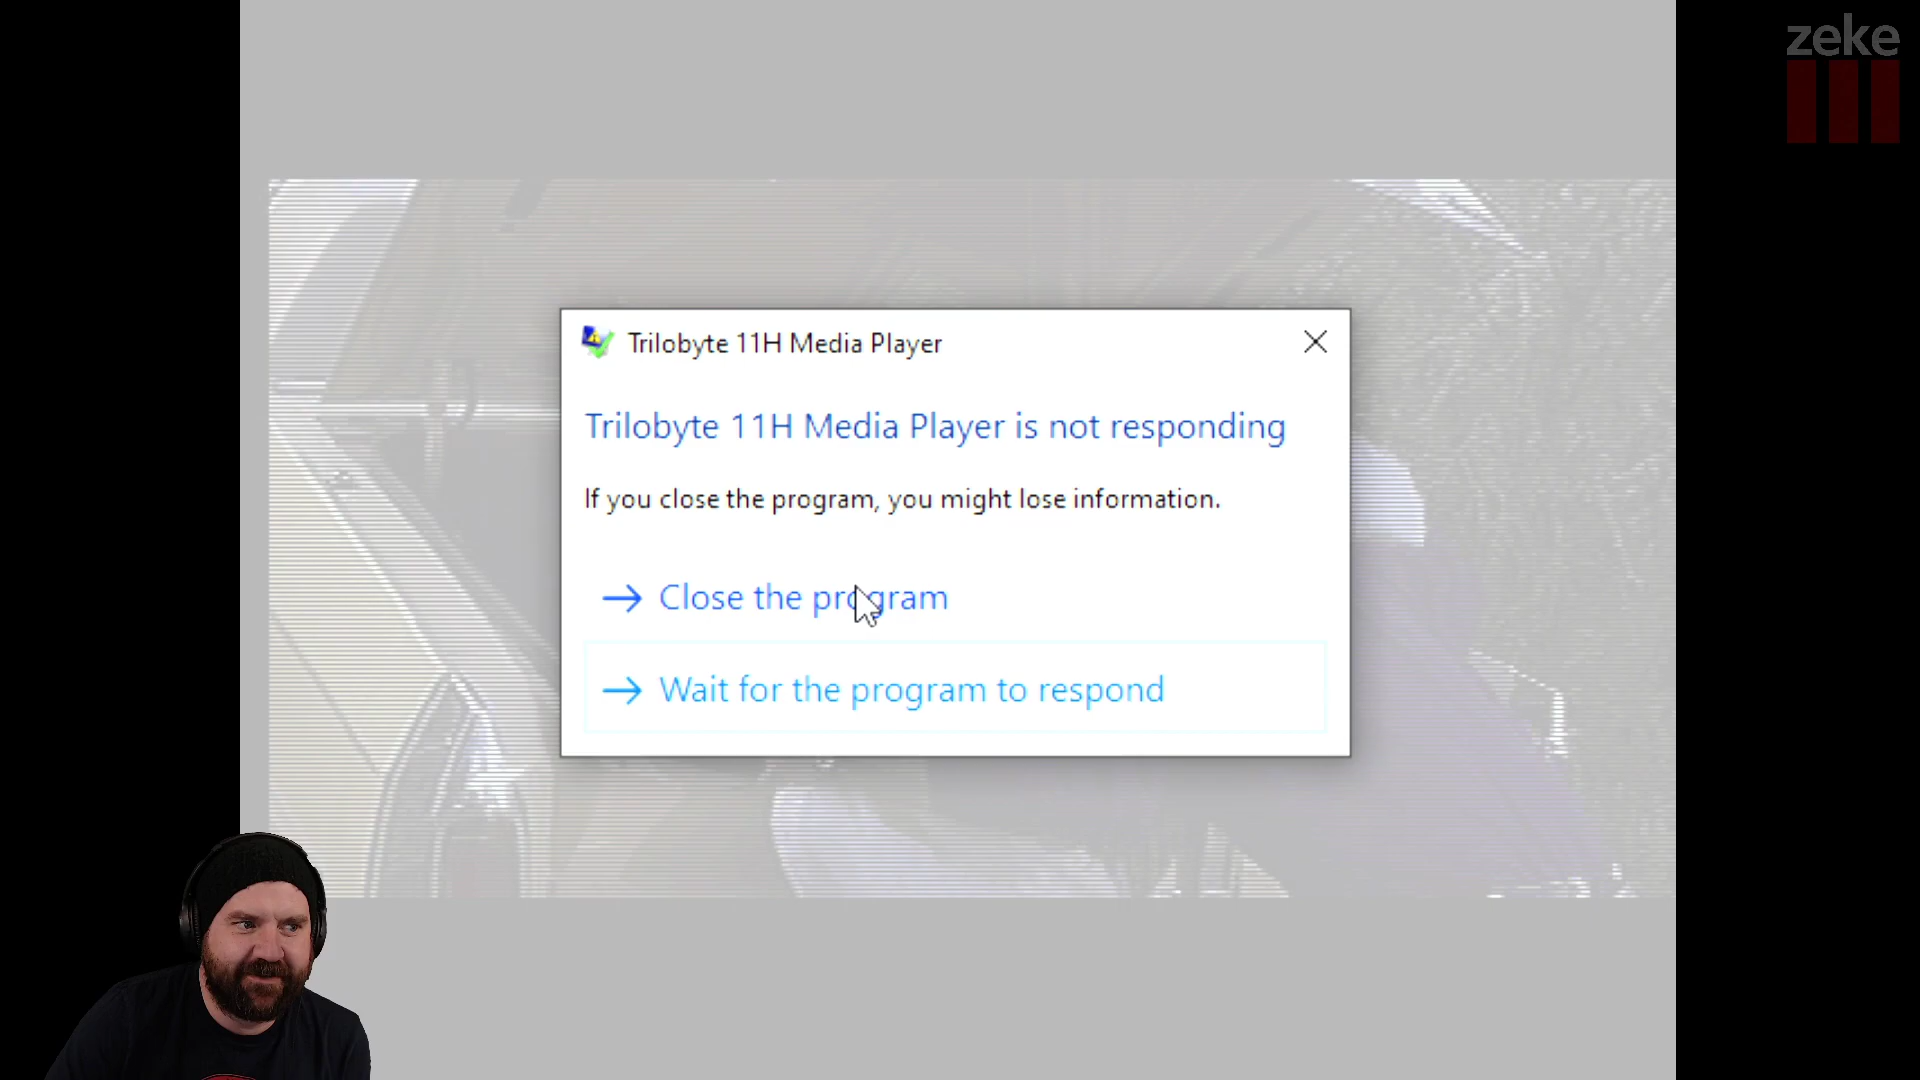 zeke
Trilobyte 11H Media Player
Trilobyte 11H Media Player is not responding
If you close the program, you might lose information.
Close the program
Wait for the program to respond